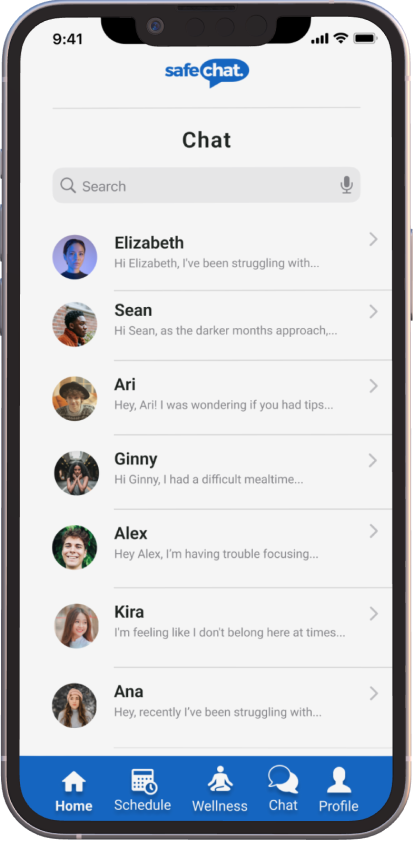 9:41
safechat.
Chat
Search
Elizabeth
Hi Elizabeth, I've been struggling with...
Sean
Hi Sean, as the darker months approach,...
Ari
Hey, Ari! I was wondering if you had tips...
Ginny
Hi Ginny, I had a difficult mealtime...
Alex
Hey Alex, I'm having trouble focusing...
Kira
I'm feeling like I don't belong here at times...
Ana
Hey, recently I've been struggling with...
Home Schedule Wellness Chat Profile